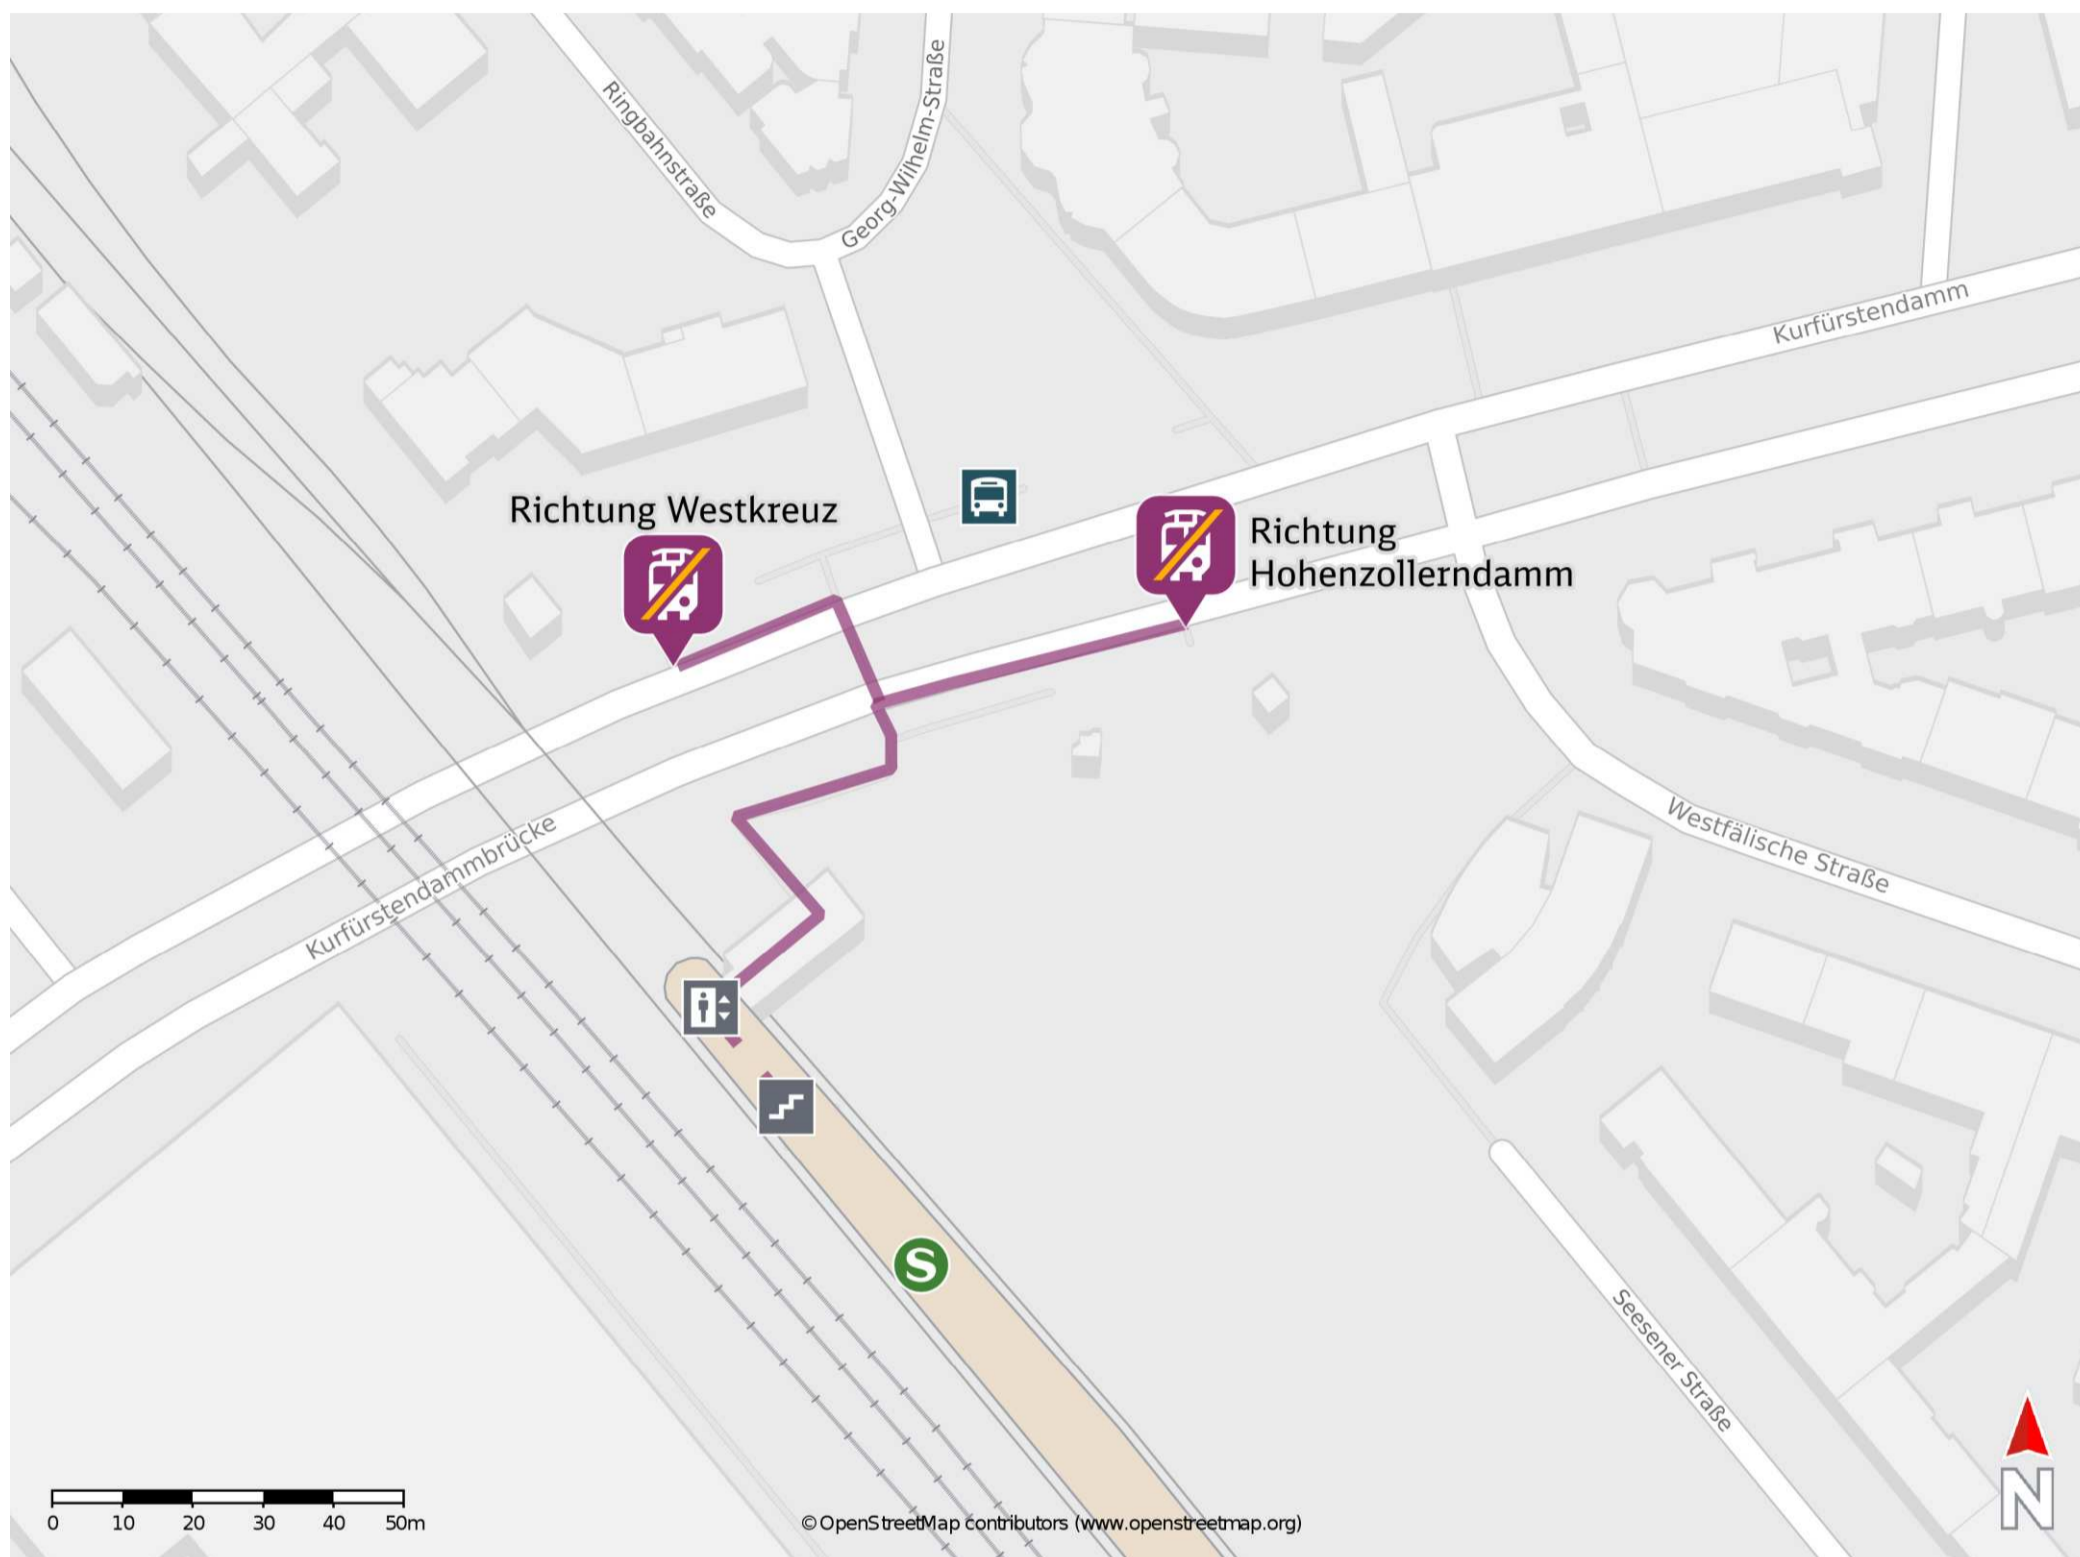 Ringbahnstraße
Georg-Wilhelm-Straße
Kurfürstendamm
Richtung Westkreuz
Richtung
Hohenzollerndamm
Kurfürstendammbrücke
Westfälische Straße
S
Seesener Straße
N
0 10 20 30 40 50m
© OpenStreetMap contributors (www.openstreetmap.org)